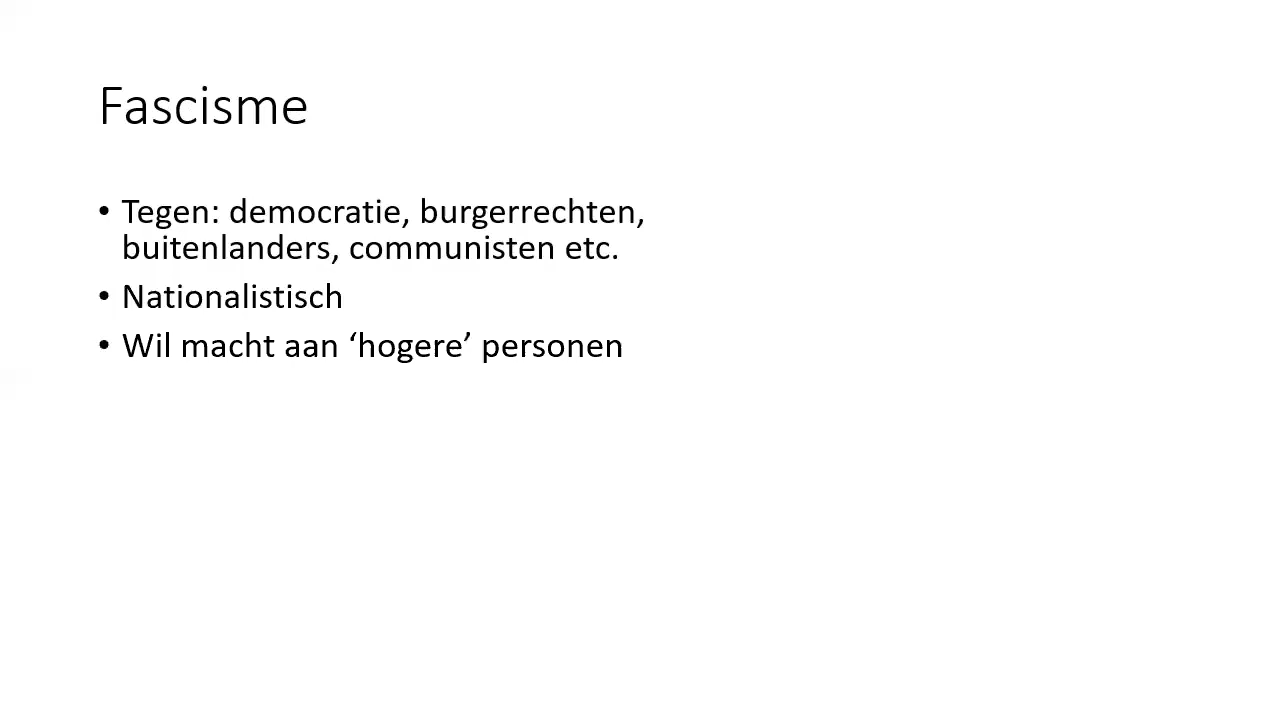 Fascisme
• Tegen: democratie, burgerrechten,
buitenlanders, communisten etc.
• Nationalistisch
• Wil macht aan ‘hogere’ personen